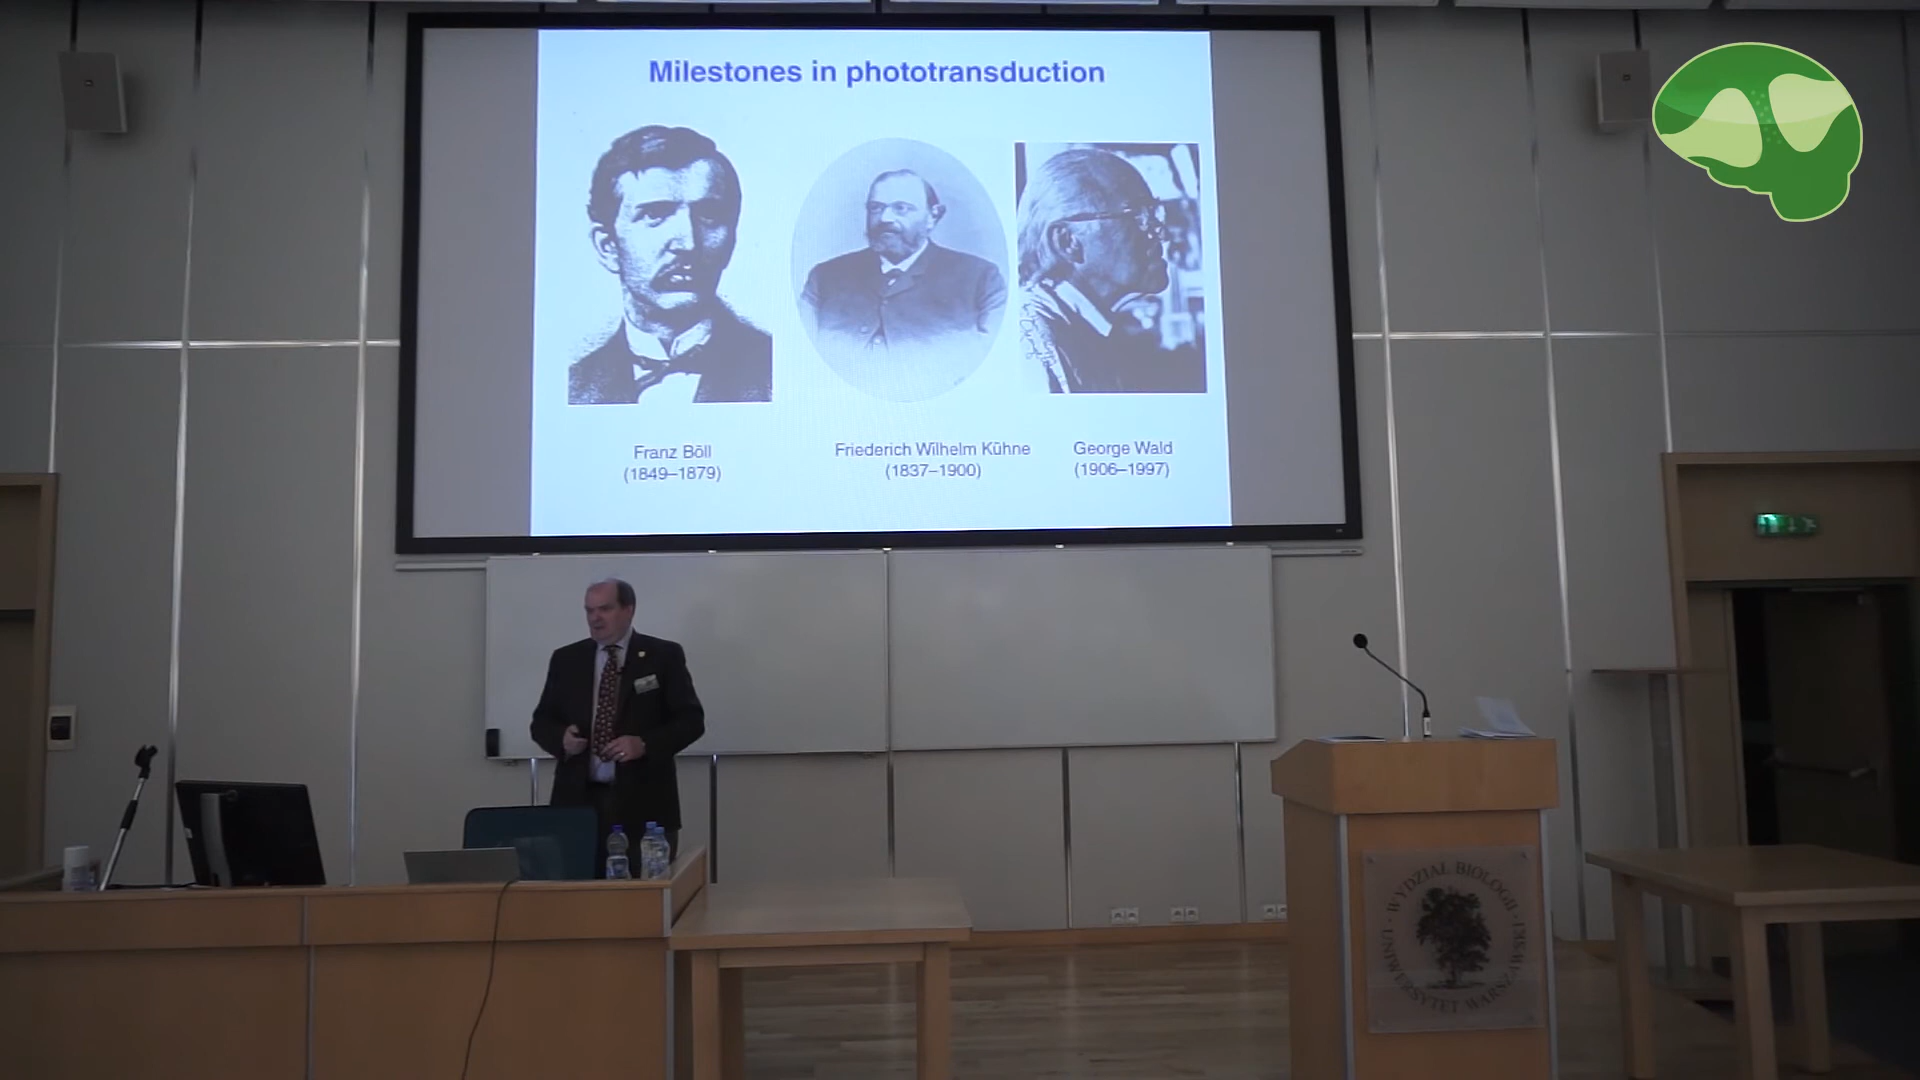 Milestones in phototransduction
Franz Böll
(1849–1879)
Friederich Wilhelm Kühne
(1837–1900)
George Wald
(1906–1997)
WYDZIAŁ BIOLOGII
UNIWERSYTET WARSZAWSKI